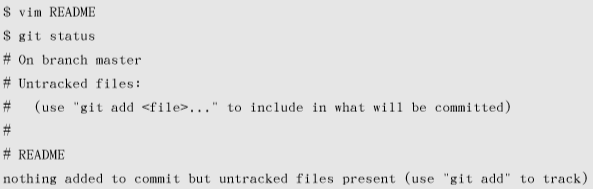 $ vim README
$ git status
# On branch master
# Untracked files:
#   (use "git add <file>..." to include in what will be committed)
#
# README
nothing added to commit but untracked files present (use "git add" to track)